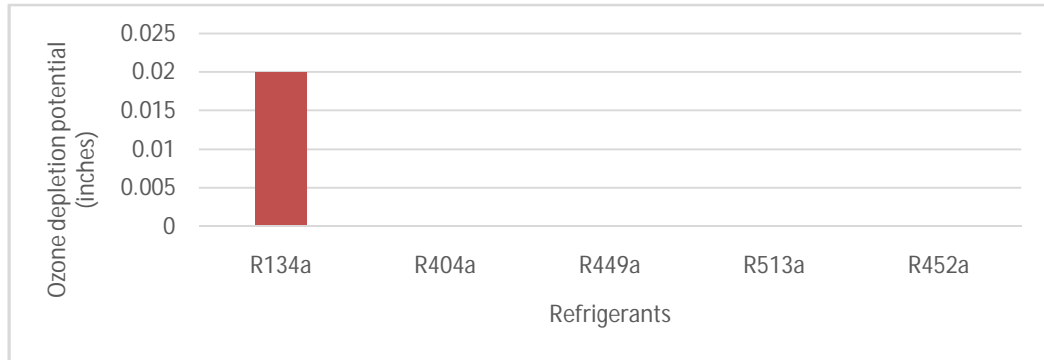 Ozone depletion potential
(inches)
0.025
0.02
0.015
0.01
0.005
0
R134a R404a R449a R513a R452a
Refrigerants